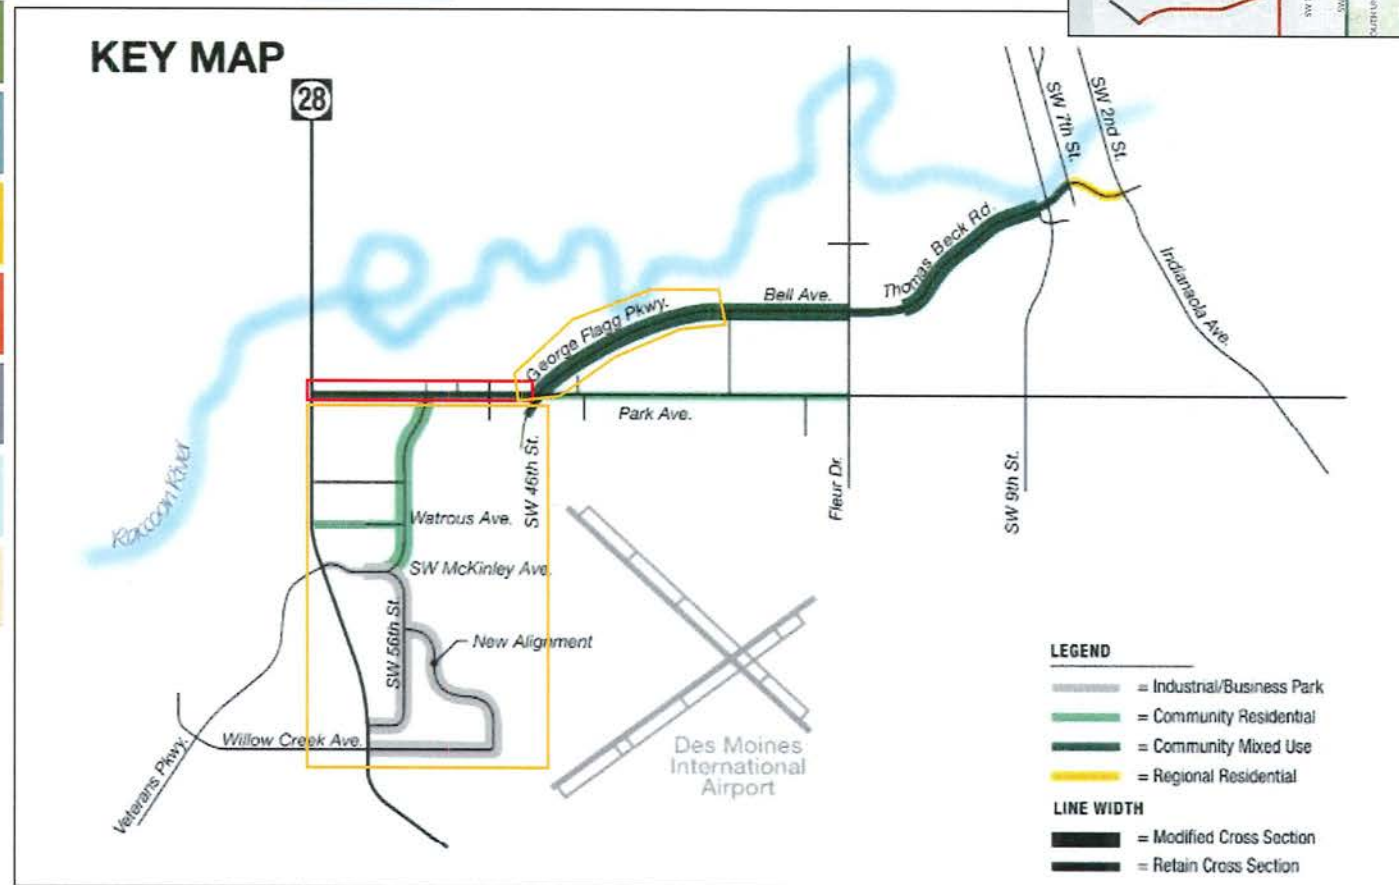 KEY MAP
28
SW 7th St.
SW 2nd St.
Thomas Beck Rd.
Indianaola Ave.
Bell Ave.
George Flagg Pkwy.
Park Ave.
Raccoon River
SW 46th St.
Fleur Dr.
SW 9th St.
Watrous Ave.
SW McKinley Ave.
SW 56th St.
New Alignment
Willow Creek Ave.
Veterans Pkwy.
Des Moines
International
Airport
LEGEND
= Industrial/Business Park
= Community Residential
= Community Mixed Use
= Regional Residential
LINE WIDTH
= Modified Cross Section
= Retain Cross Section